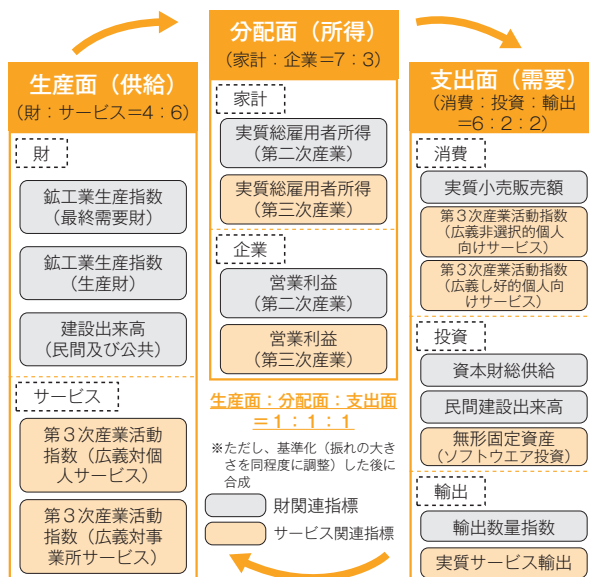 生産面（供給）
(財：サービス=4：6)
財
鉱工業生産指数
(最終需要財)
鉱工業生産指数
(生産財)
建設出来高
(民間及び公共)
サービス
第３次産業活動
指数（広義対個
人サービス）
第３次産業活動
指数（広義対事
業所サービス）
分配面（所得）
(家計：企業=7：3)
家計
実質総雇用者所得
(第二次産業)
実質総雇用者所得
(第三次産業)
企業
営業利益
(第二次産業)
営業利益
(第三次産業)
生産面：分配面：支出面
＝１：１：１
※ただし、基準化（振れの大き
さを同程度に調整）した後に
合成
財関連指標
サービス関連指標
支出面（需要）
(消費：投資：輸出
=6：2：2)
消費
実質小売販売額
第３次産業活動指数
(広義非選択的個人
向けサービス)
第３次産業活動指数
(広義し好的個人向
けサービス)
投資
資本財総供給
民間建設出来高
無形固定資産
(ソフトウエア投資)
輸出
輸出数量指数
実質サービス輸出